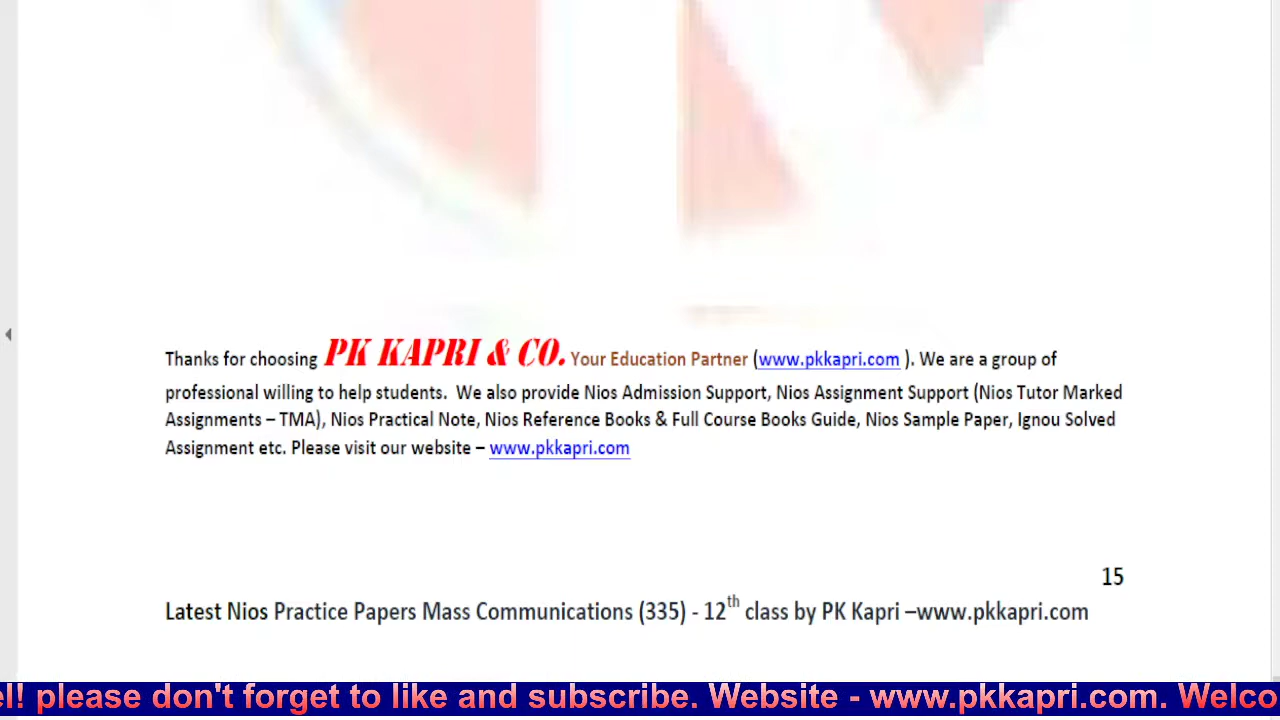 Thanks for choosing PK KAPRI & CO. Your Education Partner (www.pkkapri.com ). We are a group of
professional willing to help students.  We also provide Nios Admission Support, Nios Assignment Support (Nios Tutor Marked
Assignments – TMA), Nios Practical Note, Nios Reference Books & Full Course Books Guide, Nios Sample Paper, Ignou Solved
Assignment etc. Please visit our website – www.pkkapri.com
15
Latest Nios Practice Papers Mass Communications (335) - 12th class by PK Kapri –www.pkkapri.com
! please don't forget to like and subscribe. Website - www.pkkapri.com.